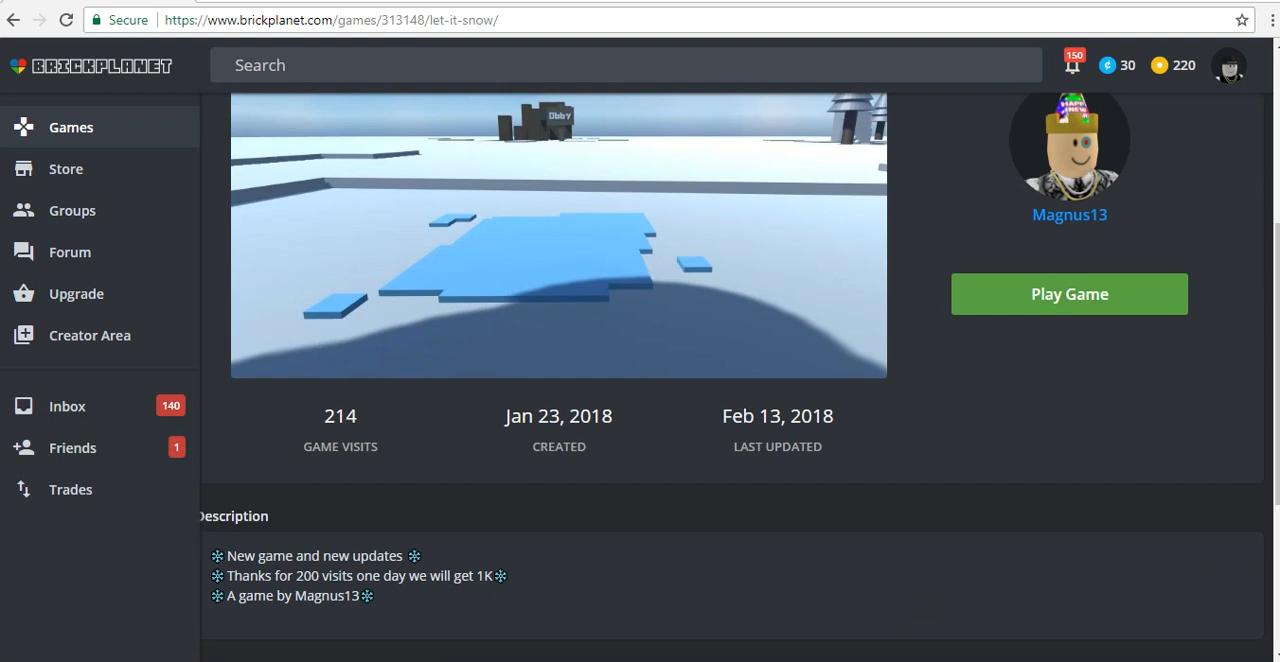 Secure
https://www.brickplanet.com/games/313148/let-it-snow/
BRICKPLANET
Search
150
30
220
Games
Store
Groups
Forum
Upgrade
Creator Area
Inbox 140
Friends 1
Trades
Obby
HAPPY
NEW
Magnus13
Play Game
214
GAME VISITS
Jan 23, 2018
CREATED
Feb 13, 2018
LAST UPDATED
Description
❄ New game and new updates ❄
❄ Thanks for 200 visits one day we will get 1K ❄
❄ A game by Magnus13 ❄